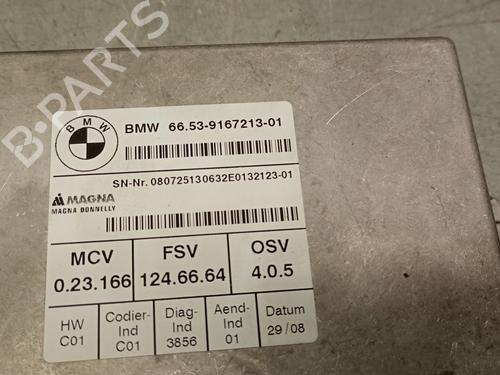 B-PARTS
BMW
BMW 66.53-9167213-01
SN-Nr. 080725130632E0132123-01
MAGNA
MAGNA DONNELLY
MCV FSV OSV
0.23.166 124.66.64 4.0.5
HW Codier- Diag- Aend- Datum
Ind Ind Ind
C01 C01 3856 01 29/08